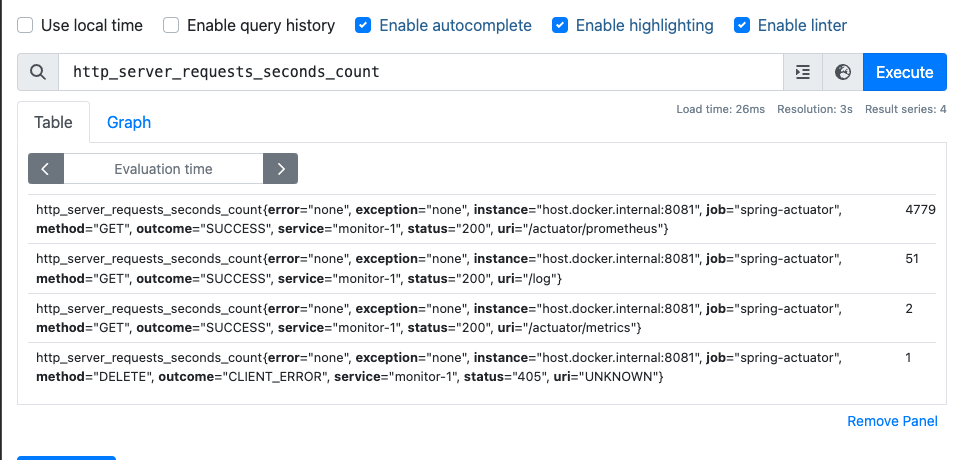 Use local time Enable query history Enable autocomplete Enable highlighting Enable linter
http_server_requests_seconds_count Execute
Load time: 26ms Resolution: 3s Result series: 4
Table Graph
Evaluation time
http_server_requests_seconds_count{error="none", exception="none", instance="host.docker.internal:8081", job="spring-actuator", 4779
method="GET", outcome="SUCCESS", service="monitor-1", status="200", uri="/actuator/prometheus"}
http_server_requests_seconds_count{error="none", exception="none", instance="host.docker.internal:8081", job="spring-actuator", 51
method="GET", outcome="SUCCESS", service="monitor-1", status="200", uri="/log"}
http_server_requests_seconds_count{error="none", exception="none", instance="host.docker.internal:8081", job="spring-actuator", 2
method="GET", outcome="SUCCESS", service="monitor-1", status="200", uri="/actuator/metrics"}
http_server_requests_seconds_count{error="none", exception="none", instance="host.docker.internal:8081", job="spring-actuator", 1
method="DELETE", outcome="CLIENT_ERROR", service="monitor-1", status="405", uri="UNKNOWN"}
Remove Panel